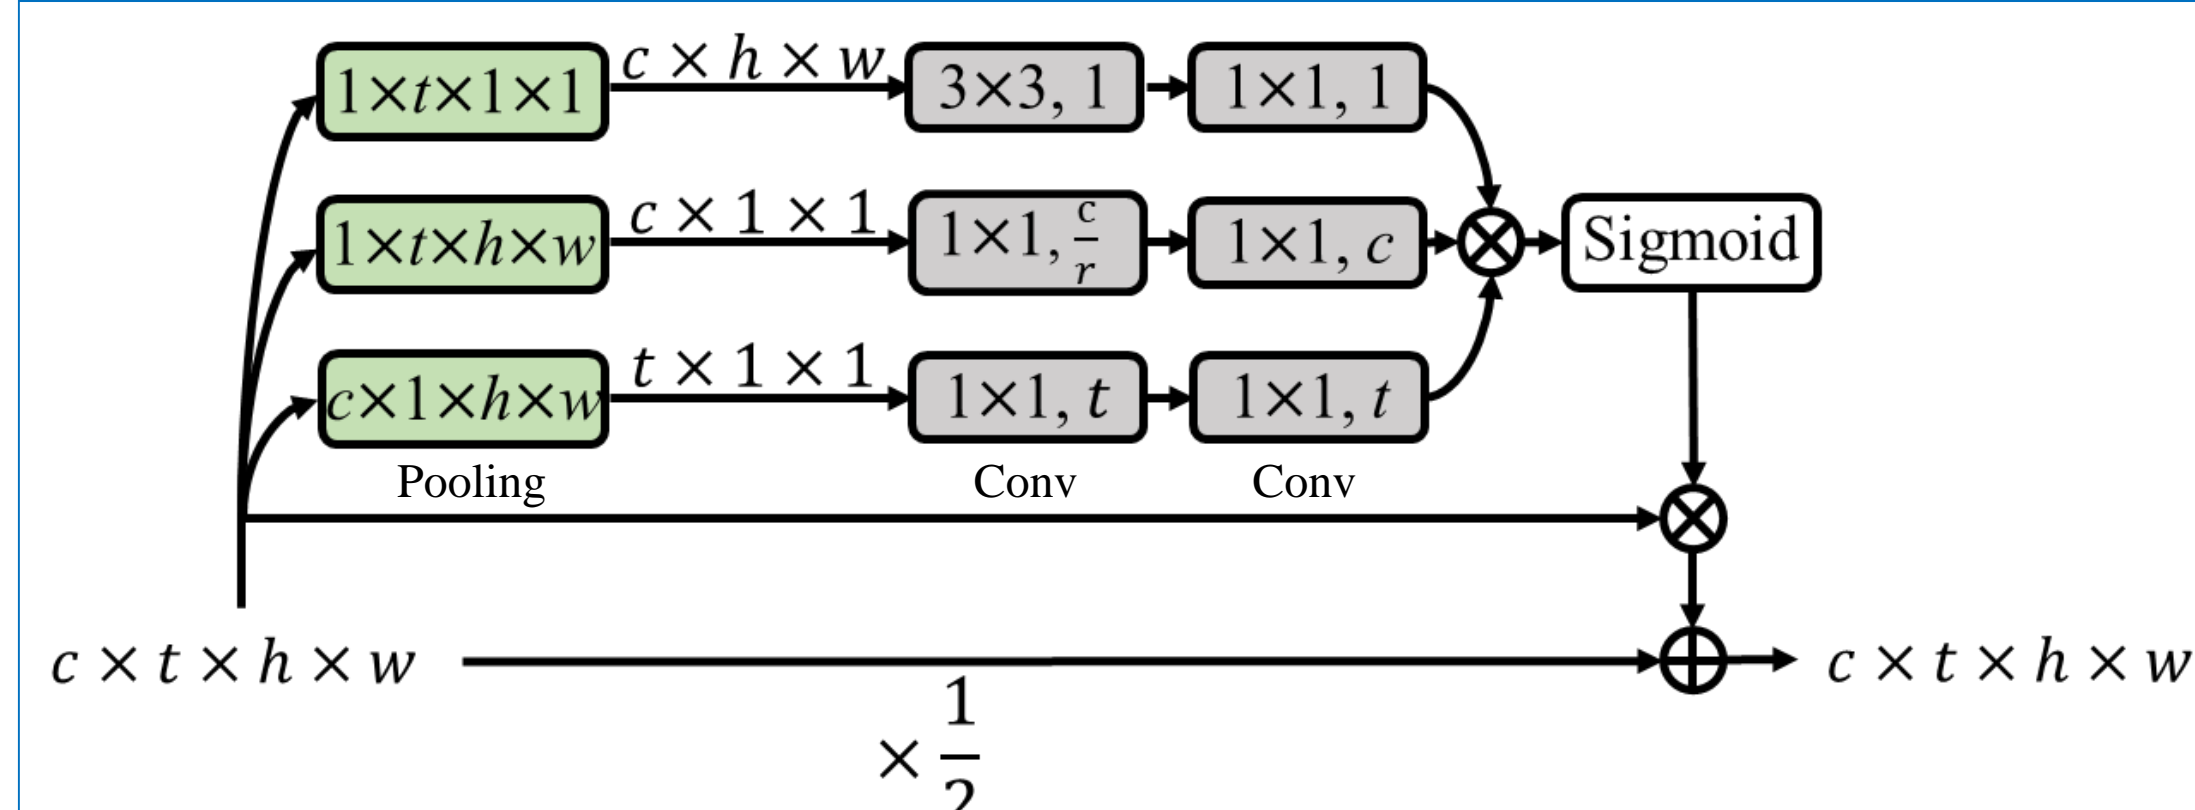 1×t×1×1 c × h × w 3×3, 1 1×1, 1
1×t×h×w c × 1 × 1 1×1, c/r 1×1, c Sigmoid
c×1×h×w t × 1 × 1 1×1, t 1×1, t
Pooling Conv Conv
c × t × h × w c × t × h × w
× 1/2